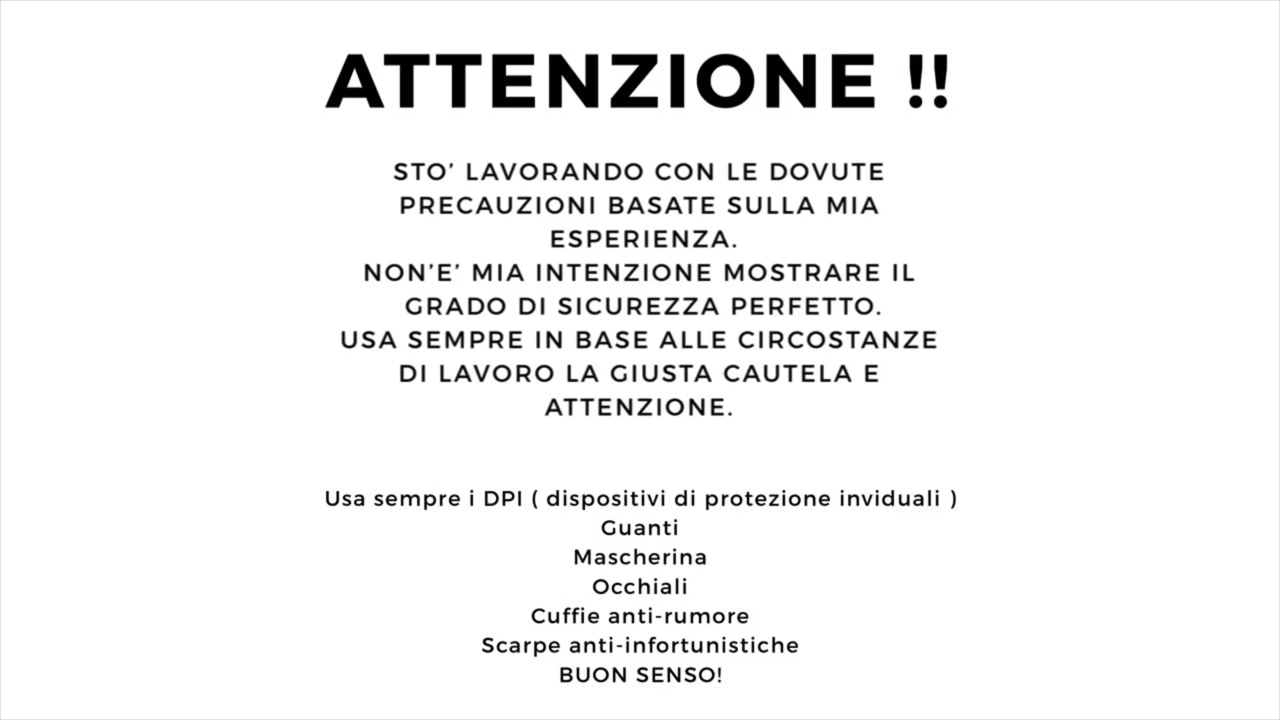 ATTENZIONE !!
STO’ LAVORANDO CON LE DOVUTE
PRECAUZIONI BASATE SULLA MIA
ESPERIENZA.
NON’E’ MIA INTENZIONE MOSTRARE IL
GRADO DI SICUREZZA PERFETTO.
USA SEMPRE IN BASE ALLE CIRCOSTANZE
DI LAVORO LA GIUSTA CAUTELA E
ATTENZIONE.
Usa sempre i DPI ( dispositivi di protezione inviduali )
Guanti
Mascherina
Occhiali
Cuffie anti-rumore
Scarpe anti-infortunistiche
BUON SENSO!